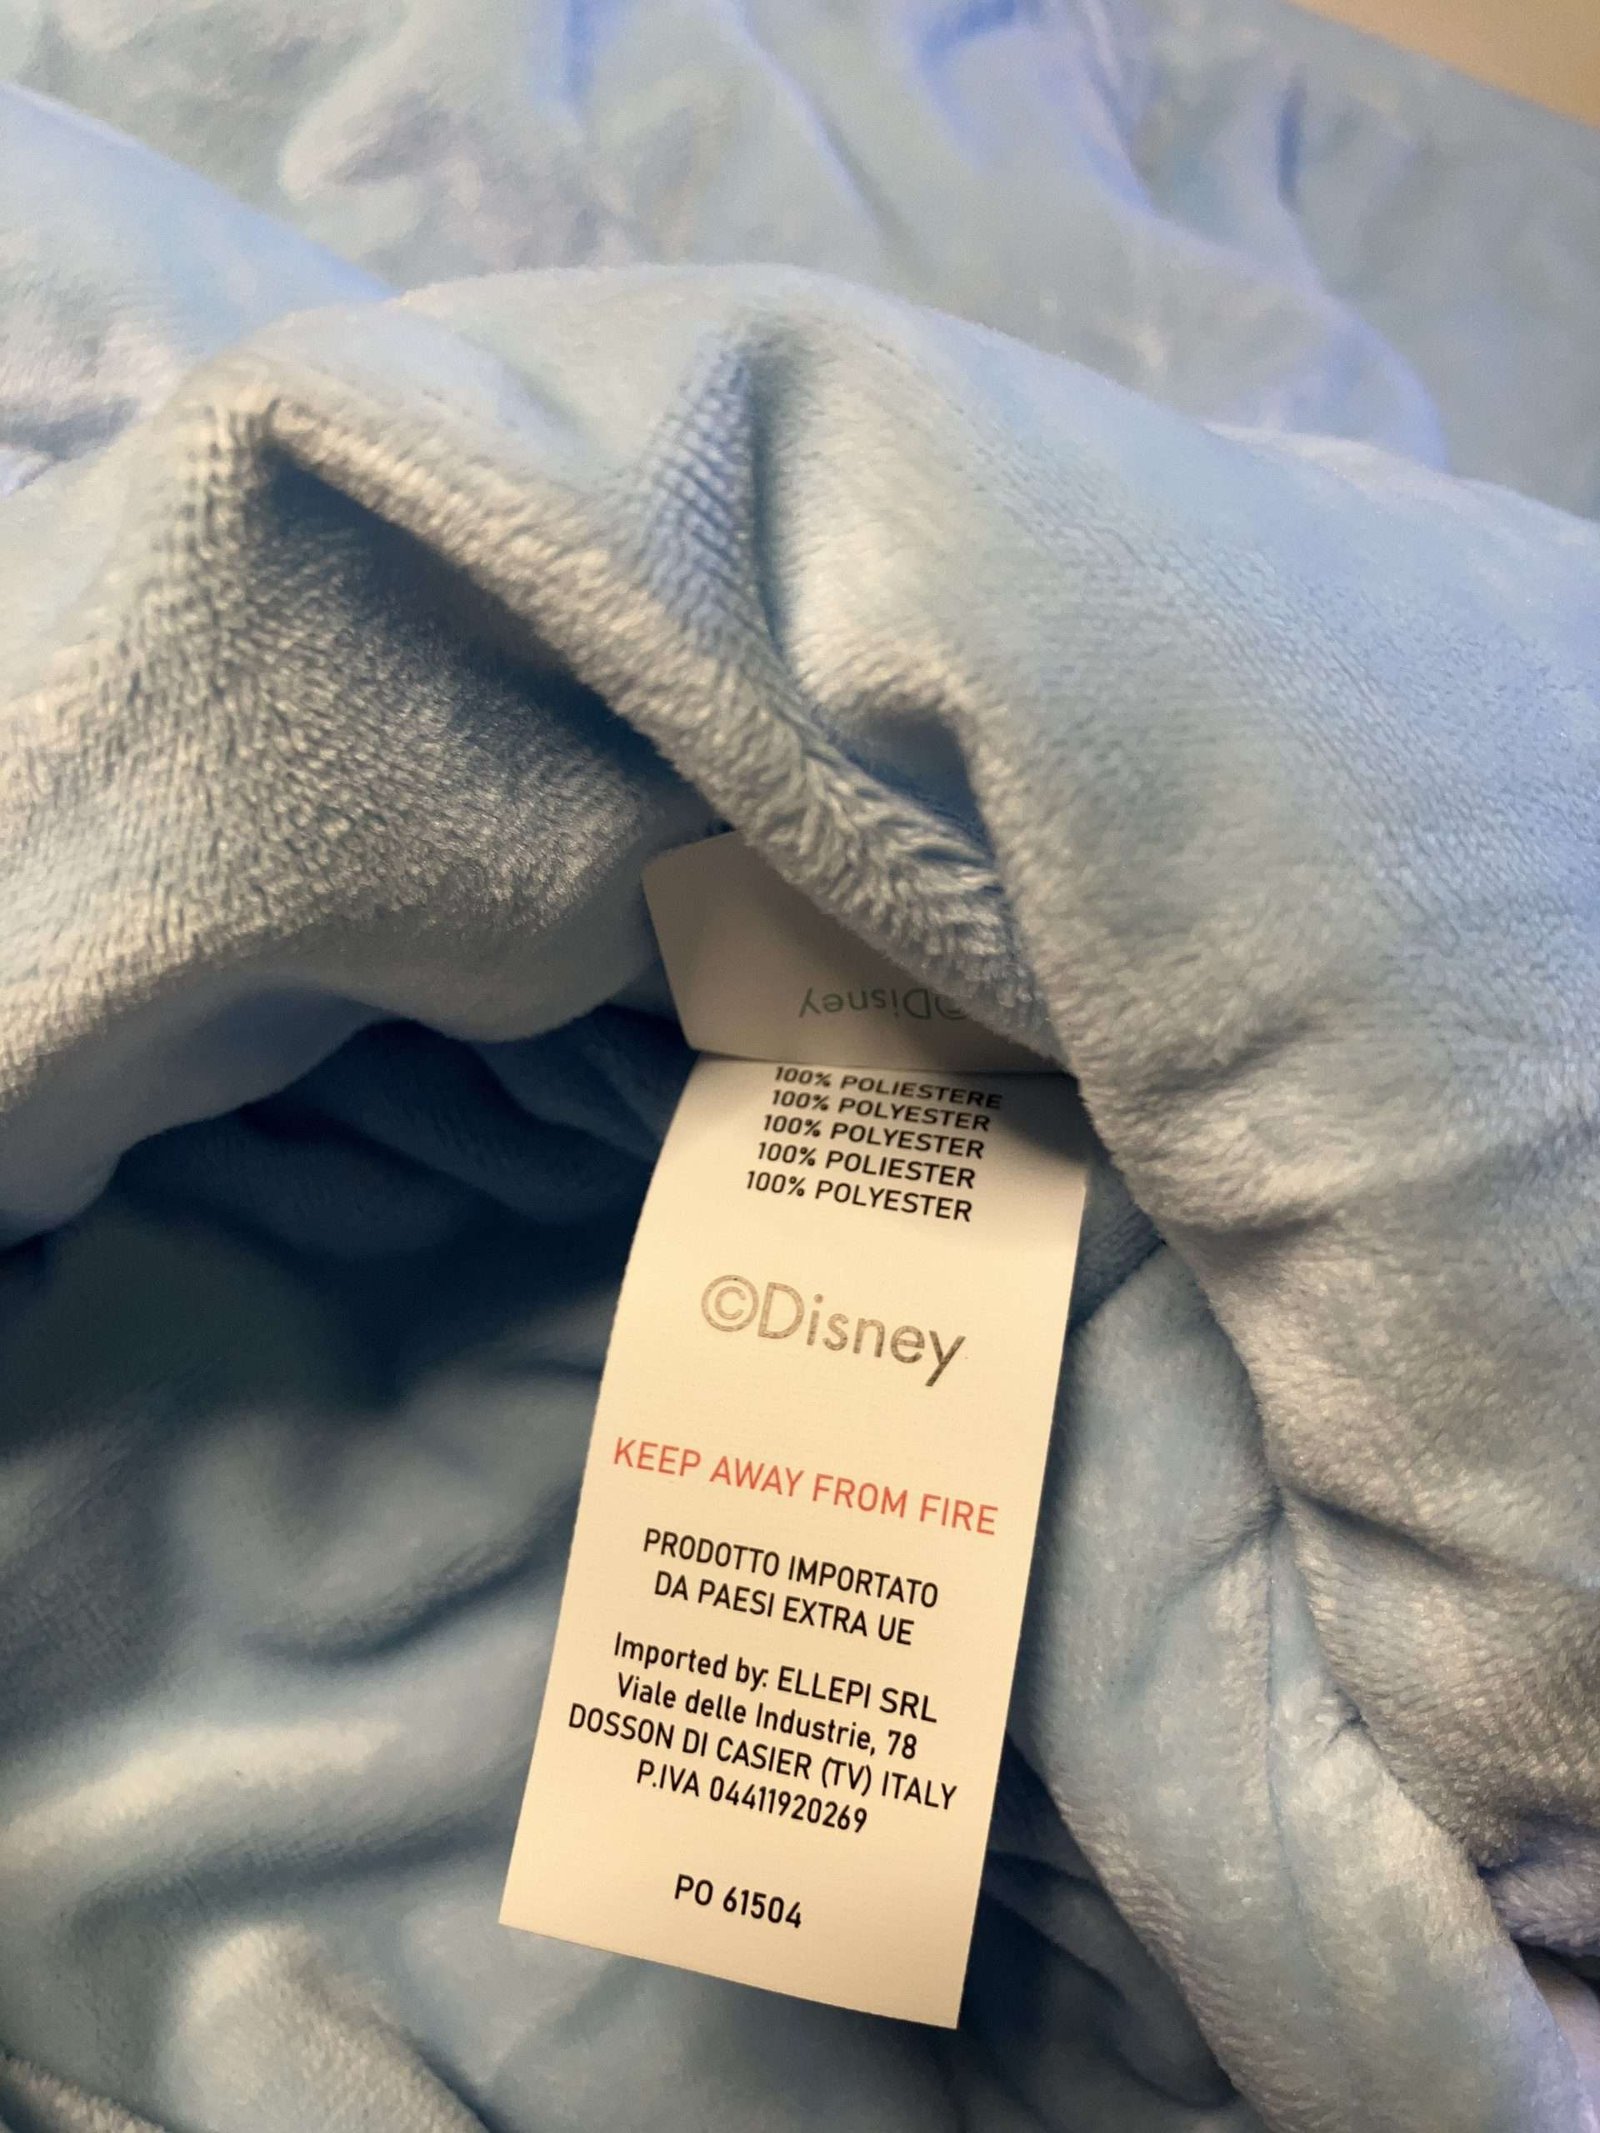 ©Disney
100% POLIESTERE
100% POLYESTER
100% POLYESTER
100% POLIESTER
100% POLYESTER
©Disney
KEEP AWAY FROM FIRE
PRODOTTO IMPORTATO
DA PAESI EXTRA UE
Imported by: ELLEPI SRL
Viale delle Industrie, 78
DOSSON DI CASIER (TV) ITALY
P.IVA 04411920269
PO 61504